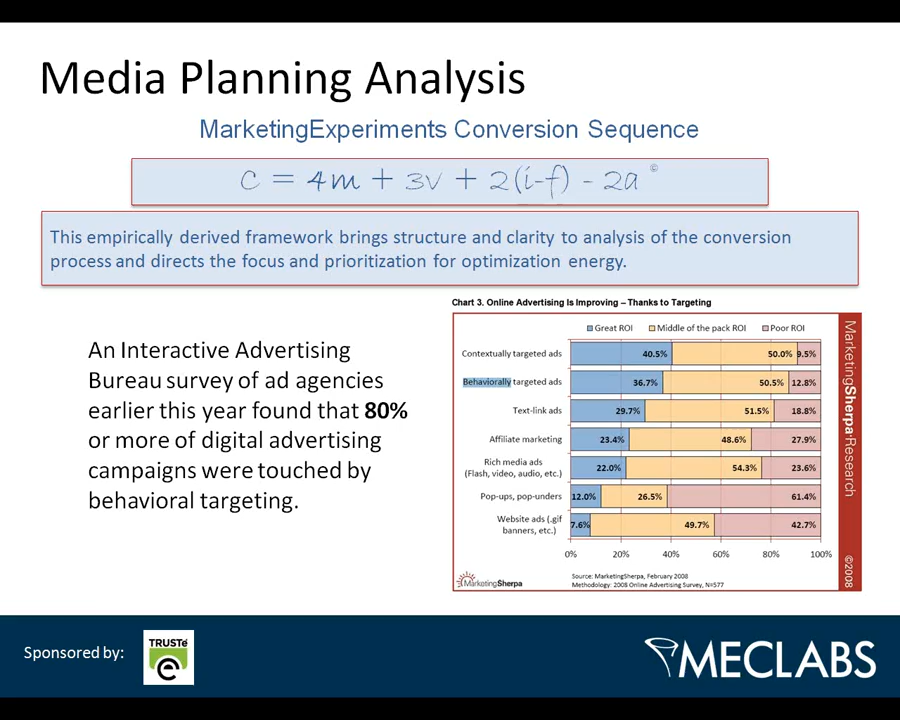 Media Planning Analysis
MarketingExperiments Conversion Sequence
c = 4m + 3v + 2(i-f) - 2a ©
This empirically derived framework brings structure and clarity to analysis of the conversion
process and directs the focus and prioritization for optimization energy.
An Interactive Advertising
Bureau survey of ad agencies
earlier this year found that 80%
or more of digital advertising
campaigns were touched by
behavioral targeting.
Chart 3. Online Advertising Is Improving – Thanks to Targeting
Great ROI Middle of the pack ROI Poor ROI
Contextually targeted ads 40.5% 50.0% 9.5%
Behaviorally targeted ads 36.7% 50.5% 12.8%
Text-link ads 29.7% 51.5% 18.8%
Affiliate marketing 23.4% 48.6% 27.9%
Rich media ads
(Flash, video, audio, etc.) 22.0% 54.3% 23.6%
Pop-ups, pop-unders 12.0% 26.5% 61.4%
Website ads (.gif
banners, etc.) 7.6% 49.7% 42.7%
0% 20% 40% 60% 80% 100%
MarketingSherpa
Source: MarketingSherpa, February 2008
Methodology: 2008 Online Advertising Survey, N=577
MarketingSherpa Research
©2008
Sponsored by:
TRUSTe
e
MECLABS